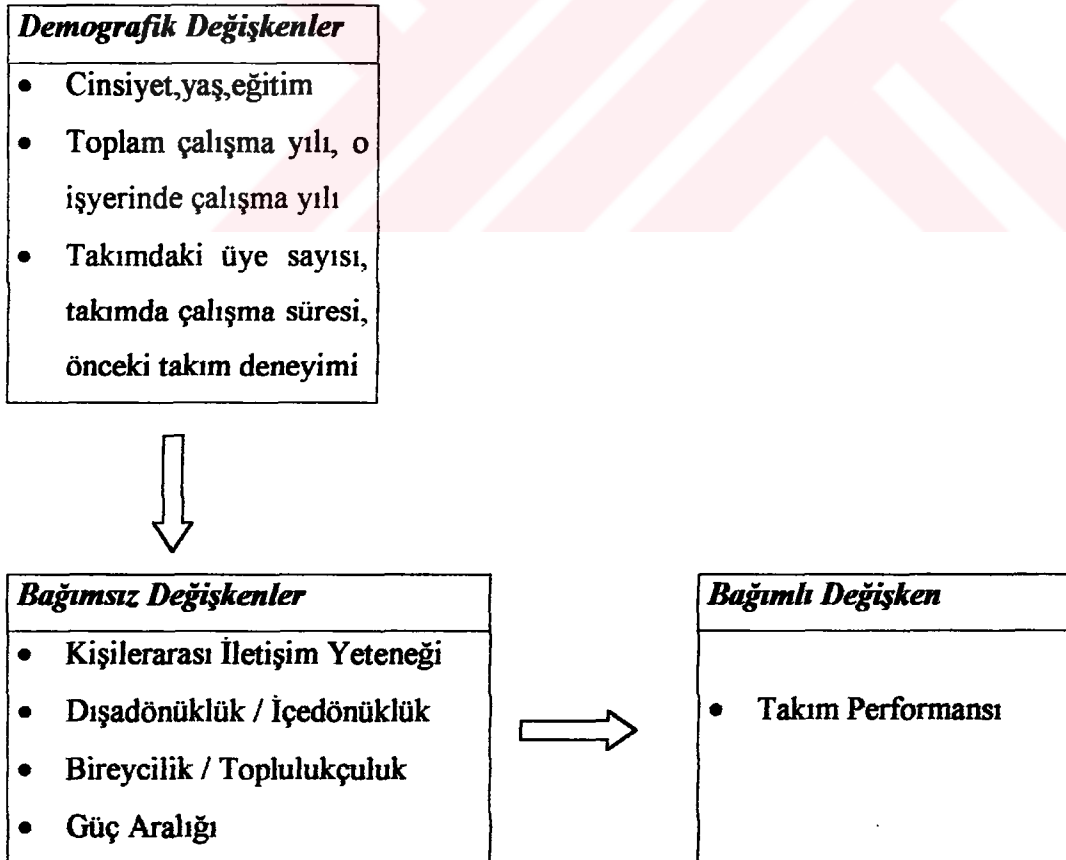 Demografik Değişkenler
• Cinsiyet,yaş,eğitim
• Toplam çalışma yılı, o
işyerinde çalışma yılı
• Takımdaki üye sayısı,
takımda çalışma süresi,
önceki takım deneyimi
Bağımsız Değişkenler
• Kişilerarası İletişim Yeteneği
• Dışadönüklük / İçedönüklük
• Bireycilik / Toplulukçuluk
• Güç Aralığı
Bağımlı Değişken
• Takım Performansı